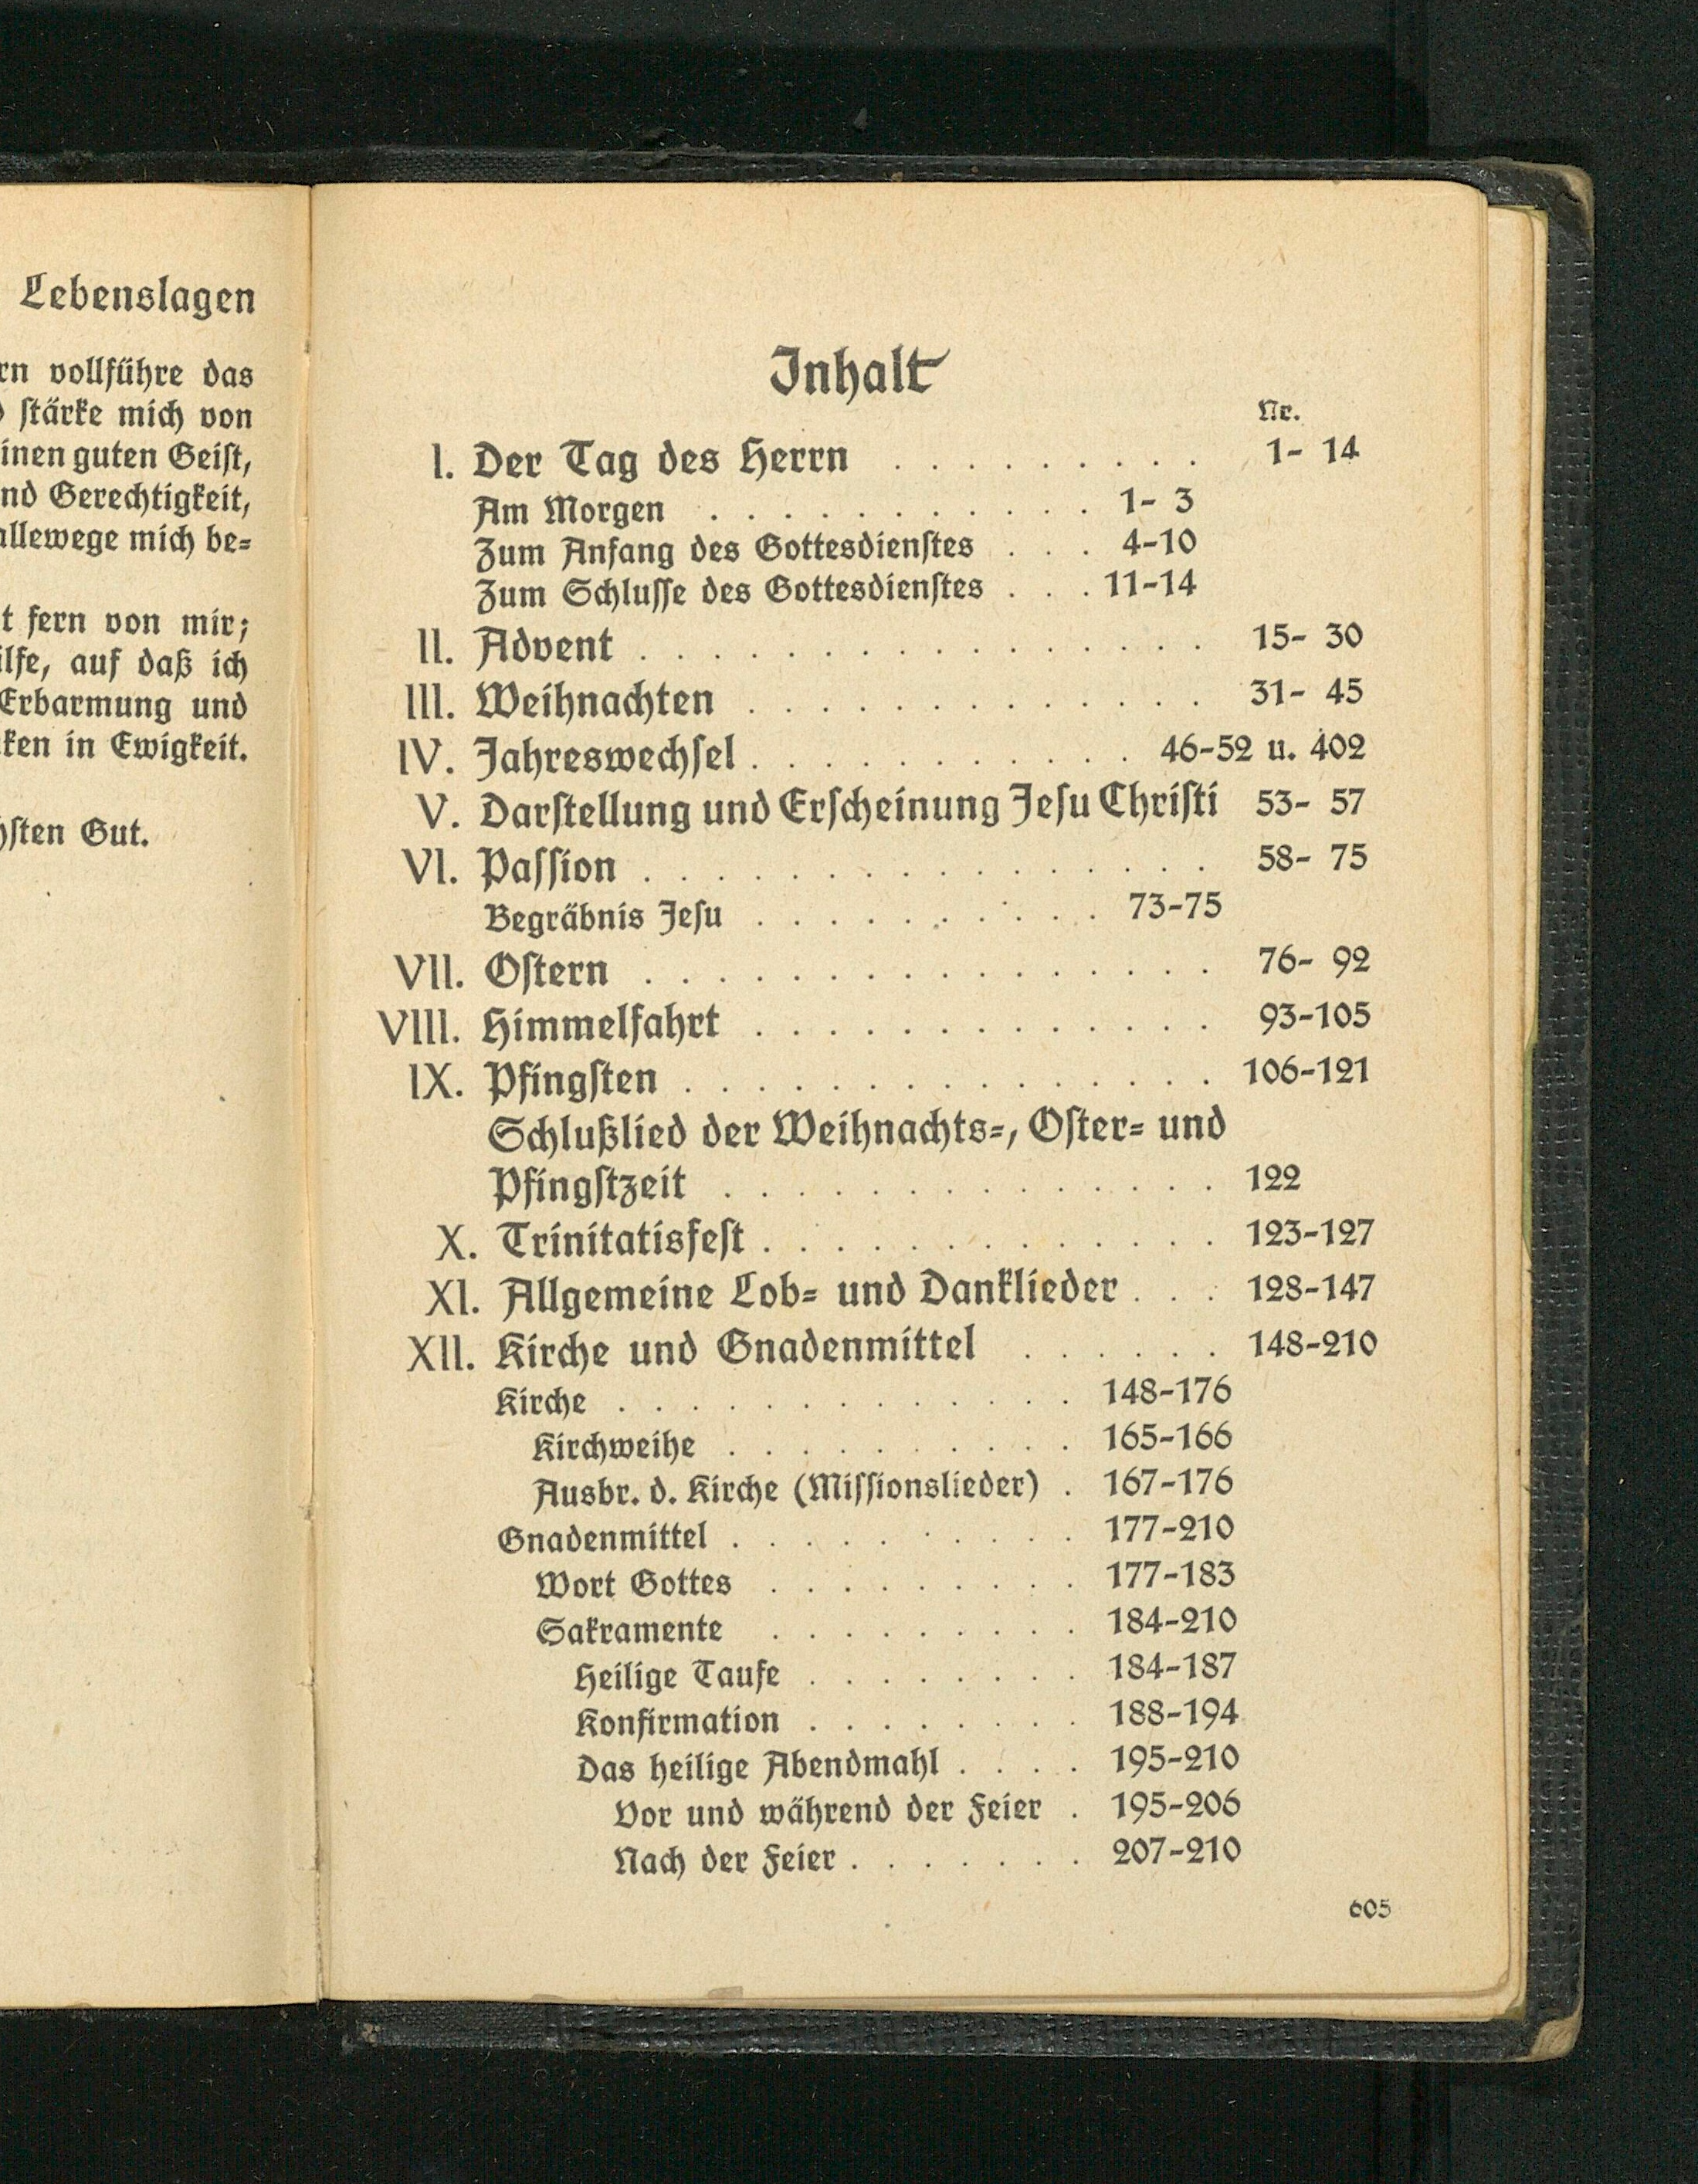 Lebenslagen
vollführe das
stärke mich von
guten Geist,
Gerechtigkeit,
allewege mich be=
fern von mir;
auf daß ich
Erbarmung und
in Ewigkeit.
Gut.
Inhalt
Nr.
I. Der Tag des Herrn . . . . . . . . . 1- 14
Am Morgen . . . . . . . . . . . 1- 3
Zum Anfang des Gottesdienstes . . . 4-10
Zum Schlusse des Gottesdienstes . . . 11-14
II. Advent . . . . . . . . . . . . . . . . 15- 30
III. Weihnachten . . . . . . . . . . . . . 31- 45
IV. Jahreswechsel . . . . . . . . . . . 46-52 u. 402
V. Darstellung und Erscheinung Jesu Christi 53- 57
VI. Passion . . . . . . . . . . . . . . . . 58- 75
Begräbnis Jesu . . . . . . . . . . 73-75
VII. Ostern . . . . . . . . . . . . . . . . 76- 92
VIII. Himmelfahrt . . . . . . . . . . . . . 93-105
IX. Pfingsten . . . . . . . . . . . . . . . 106-121
Schlußlied der Weihnachts=, Oster= und
Pfingstzeit . . . . . . . . . . . . . . 122
X. Trinitatisfest . . . . . . . . . . . . . 123-127
XI. Allgemeine Lob= und Danklieder . . . 128-147
XII. Kirche und Gnadenmittel . . . . . . 148-210
Kirche . . . . . . . . . . . . . 148-176
Kirchweihe . . . . . . . . . . 165-166
Ausbr. d. Kirche (Missionslieder) . 167-176
Gnadenmittel . . . . . . . . . . 177-210
Wort Gottes . . . . . . . . . 177-183
Sakramente . . . . . . . . . 184-210
Heilige Taufe . . . . . . . . 184-187
Konfirmation . . . . . . . . 188-194
Das heilige Abendmahl . . . . 195-210
Vor und während der Feier . 195-206
Nach der Feier . . . . . . . 207-210
605